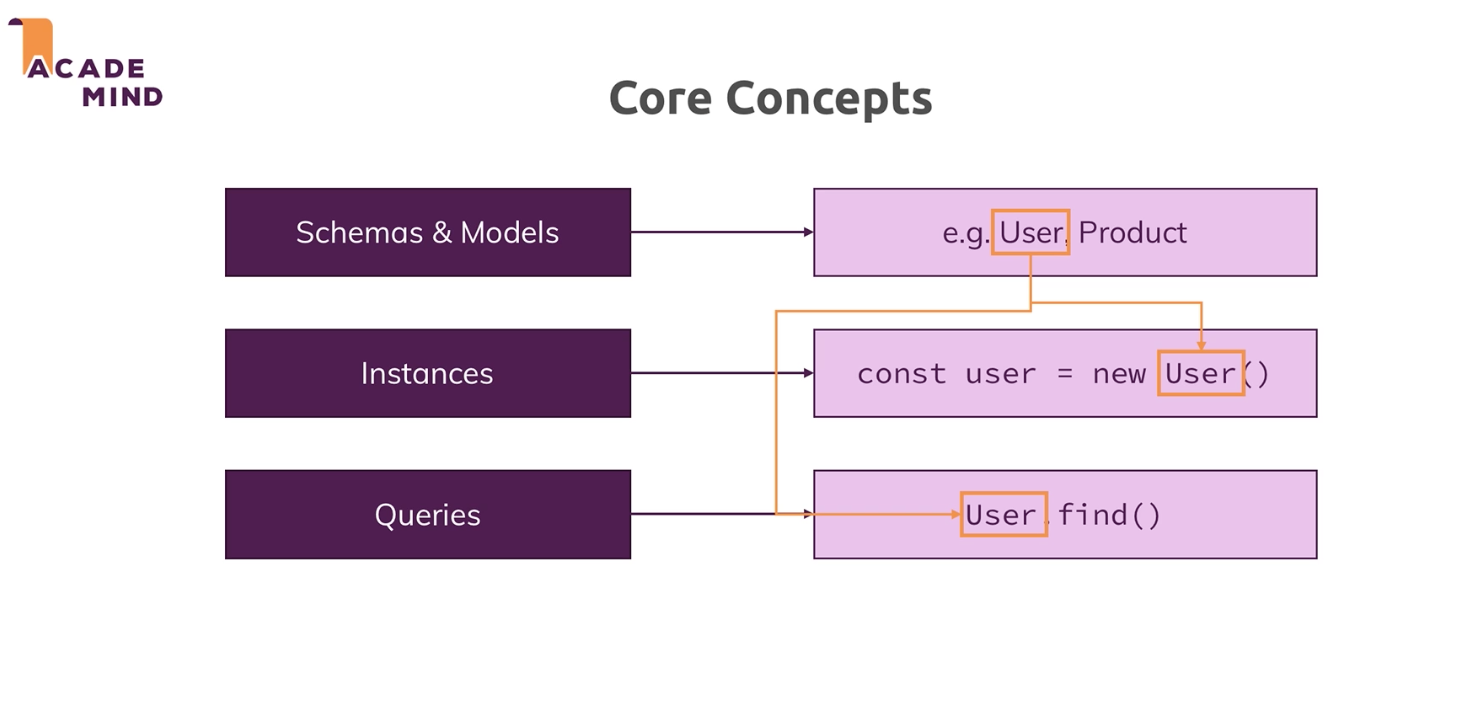 ACADE
MIND
Core Concepts
Schemas & Models
e.g. User, Product
Instances
const user = new User()
Queries
User.find()